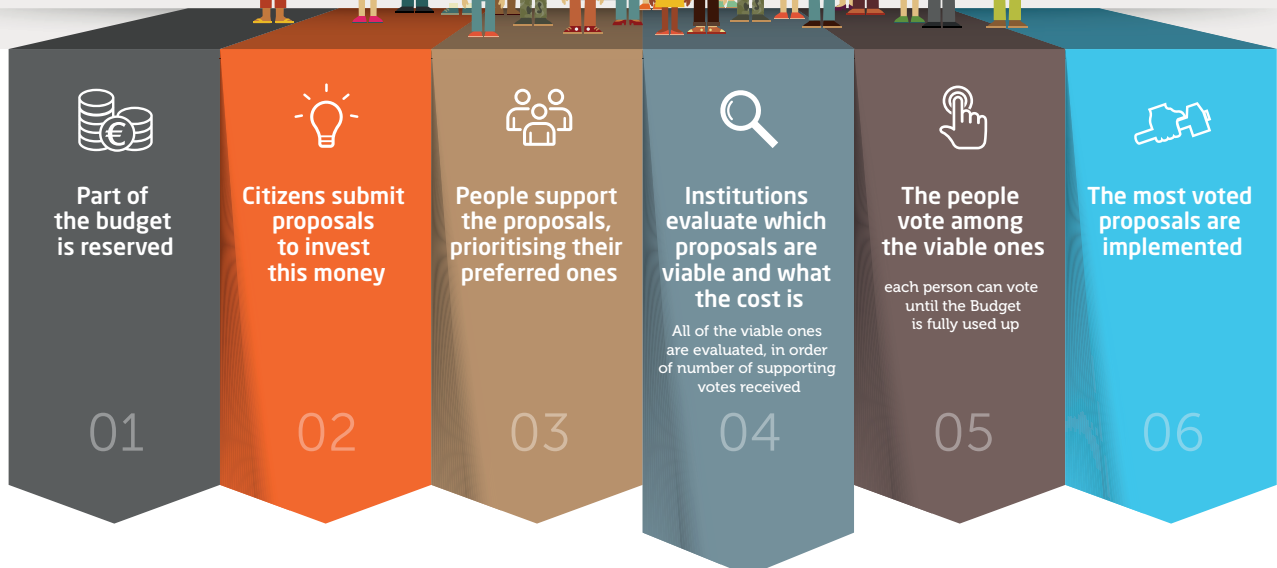 Part of
the budget
is reserved
01
Citizens submit
proposals
to invest
this money
02
People support
the proposals,
prioritising their
preferred ones
03
Institutions
evaluate which
proposals are
viable and what
the cost is
All of the viable ones
are evaluated, in order
of number of supporting
votes received
04
The people
vote among
the viable ones
each person can vote
until the Budget
is fully used up
05
The most voted
proposals are
implemented
06